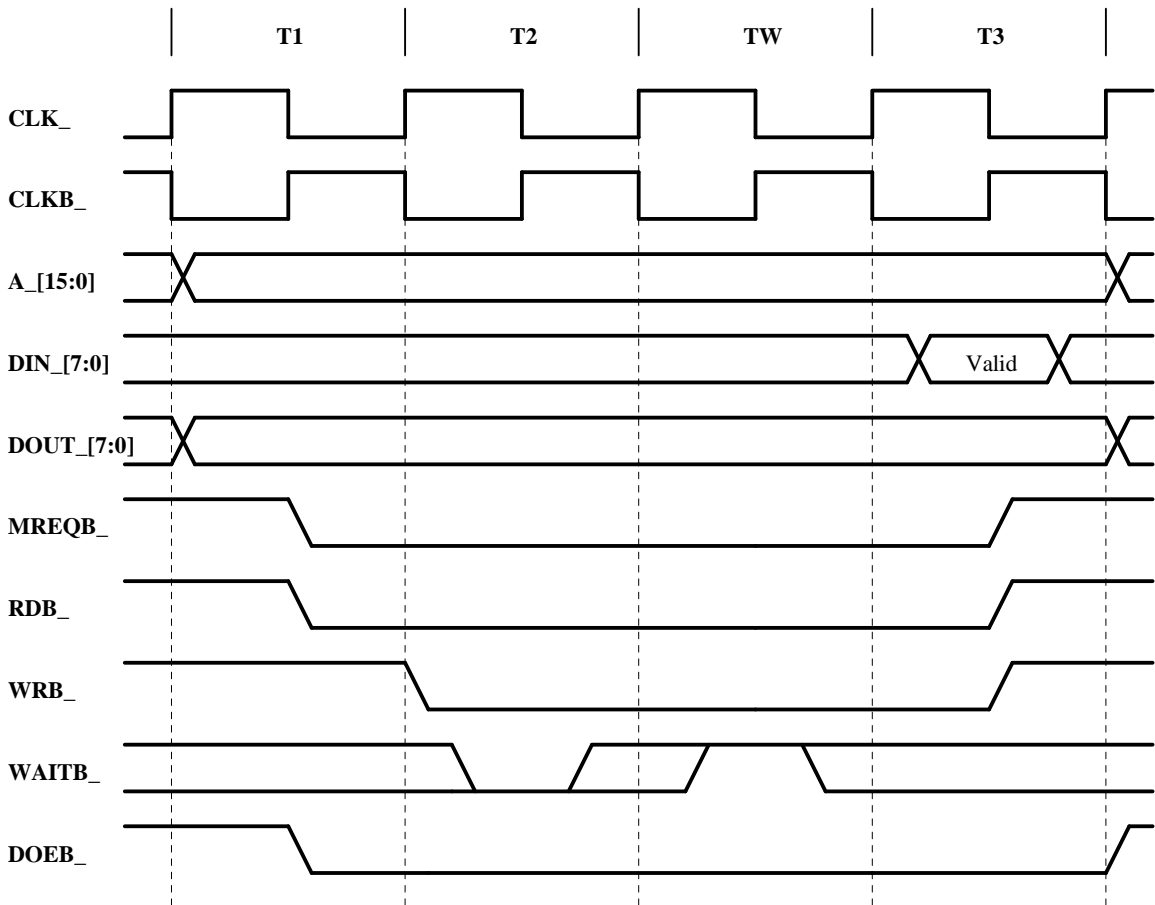 T1 T2 TW T3
CLK_
CLKB_
A_[15:0]
DIN_[7:0] Valid
DOUT_[7:0]
MREQB_
RDB_
WRB_
WAITB_
DOEB_